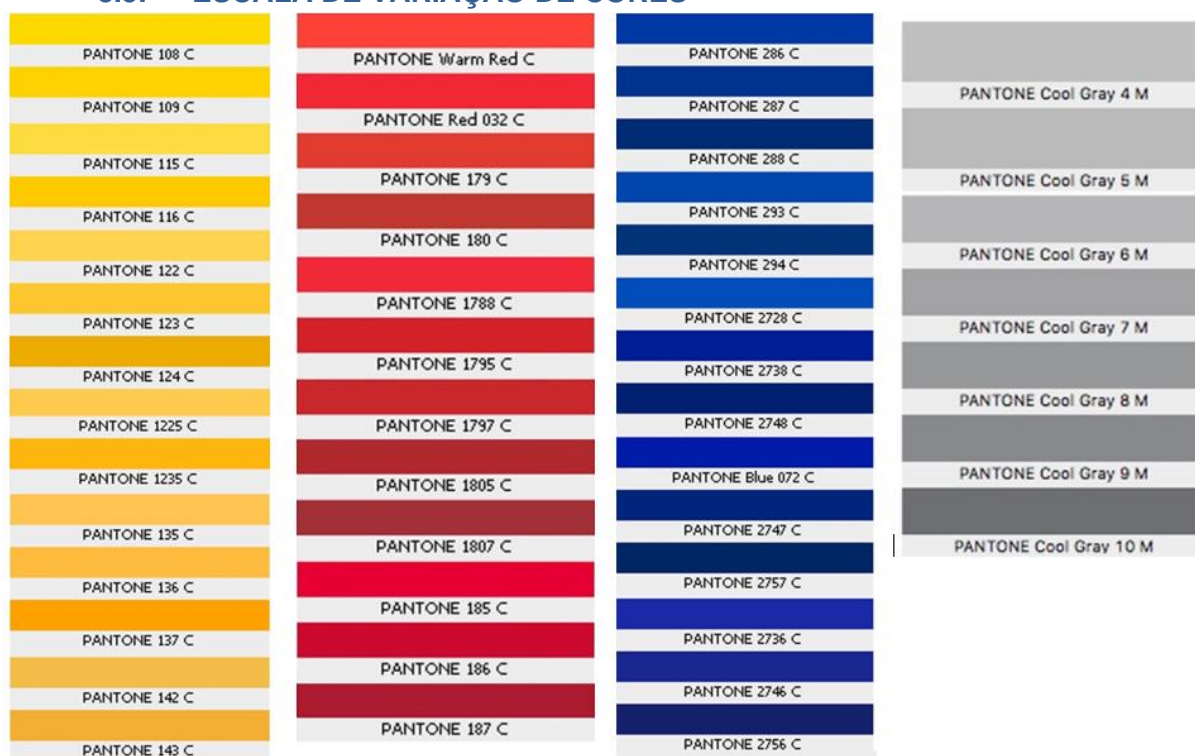 ESCALA DE VARIAÇÃO DE CORES
PANTONE 108 C
PANTONE 109 C
PANTONE 115 C
PANTONE 116 C
PANTONE 122 C
PANTONE 123 C
PANTONE 124 C
PANTONE 1225 C
PANTONE 1235 C
PANTONE 135 C
PANTONE 136 C
PANTONE 137 C
PANTONE 142 C
PANTONE 143 C
PANTONE Warm Red C
PANTONE Red 032 C
PANTONE 179 C
PANTONE 180 C
PANTONE 1788 C
PANTONE 1795 C
PANTONE 1797 C
PANTONE 1805 C
PANTONE 1807 C
PANTONE 185 C
PANTONE 186 C
PANTONE 187 C
PANTONE 286 C
PANTONE 287 C
PANTONE 288 C
PANTONE 293 C
PANTONE 294 C
PANTONE 2728 C
PANTONE 2738 C
PANTONE 2748 C
PANTONE Blue 072 C
PANTONE 2747 C
PANTONE 2757 C
PANTONE 2736 C
PANTONE 2746 C
PANTONE 2756 C
PANTONE Cool Gray 4 M
PANTONE Cool Gray 5 M
PANTONE Cool Gray 6 M
PANTONE Cool Gray 7 M
PANTONE Cool Gray 8 M
PANTONE Cool Gray 9 M
PANTONE Cool Gray 10 M